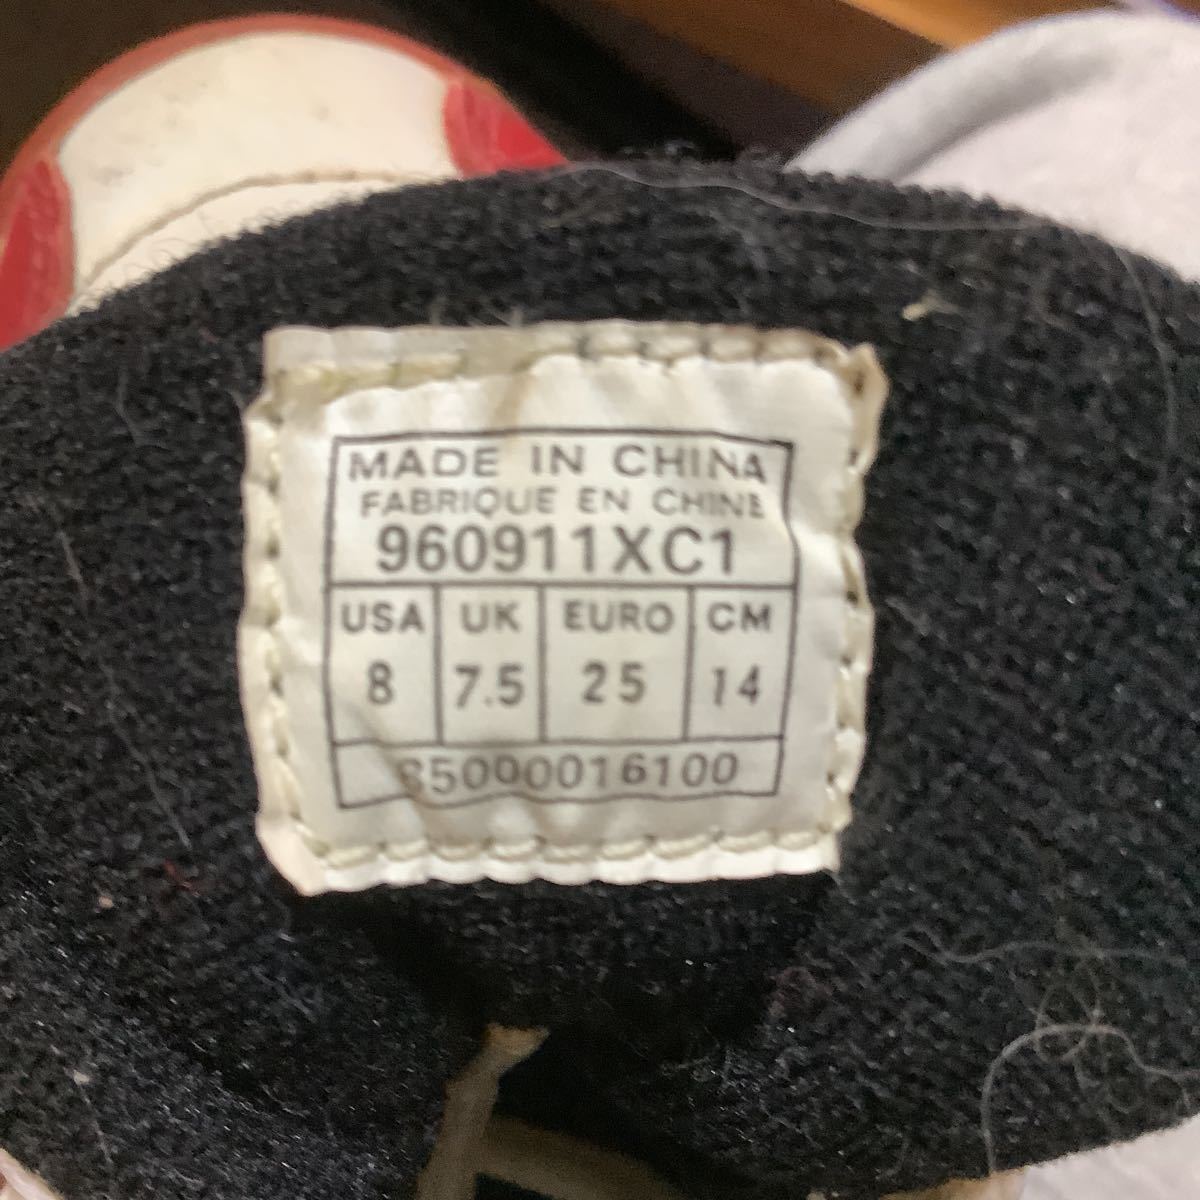 MADE IN CHINA
FABRIQUE EN CHINE
960911XC1
USA UK EURO CM
8 7.5 25 14
85000016100